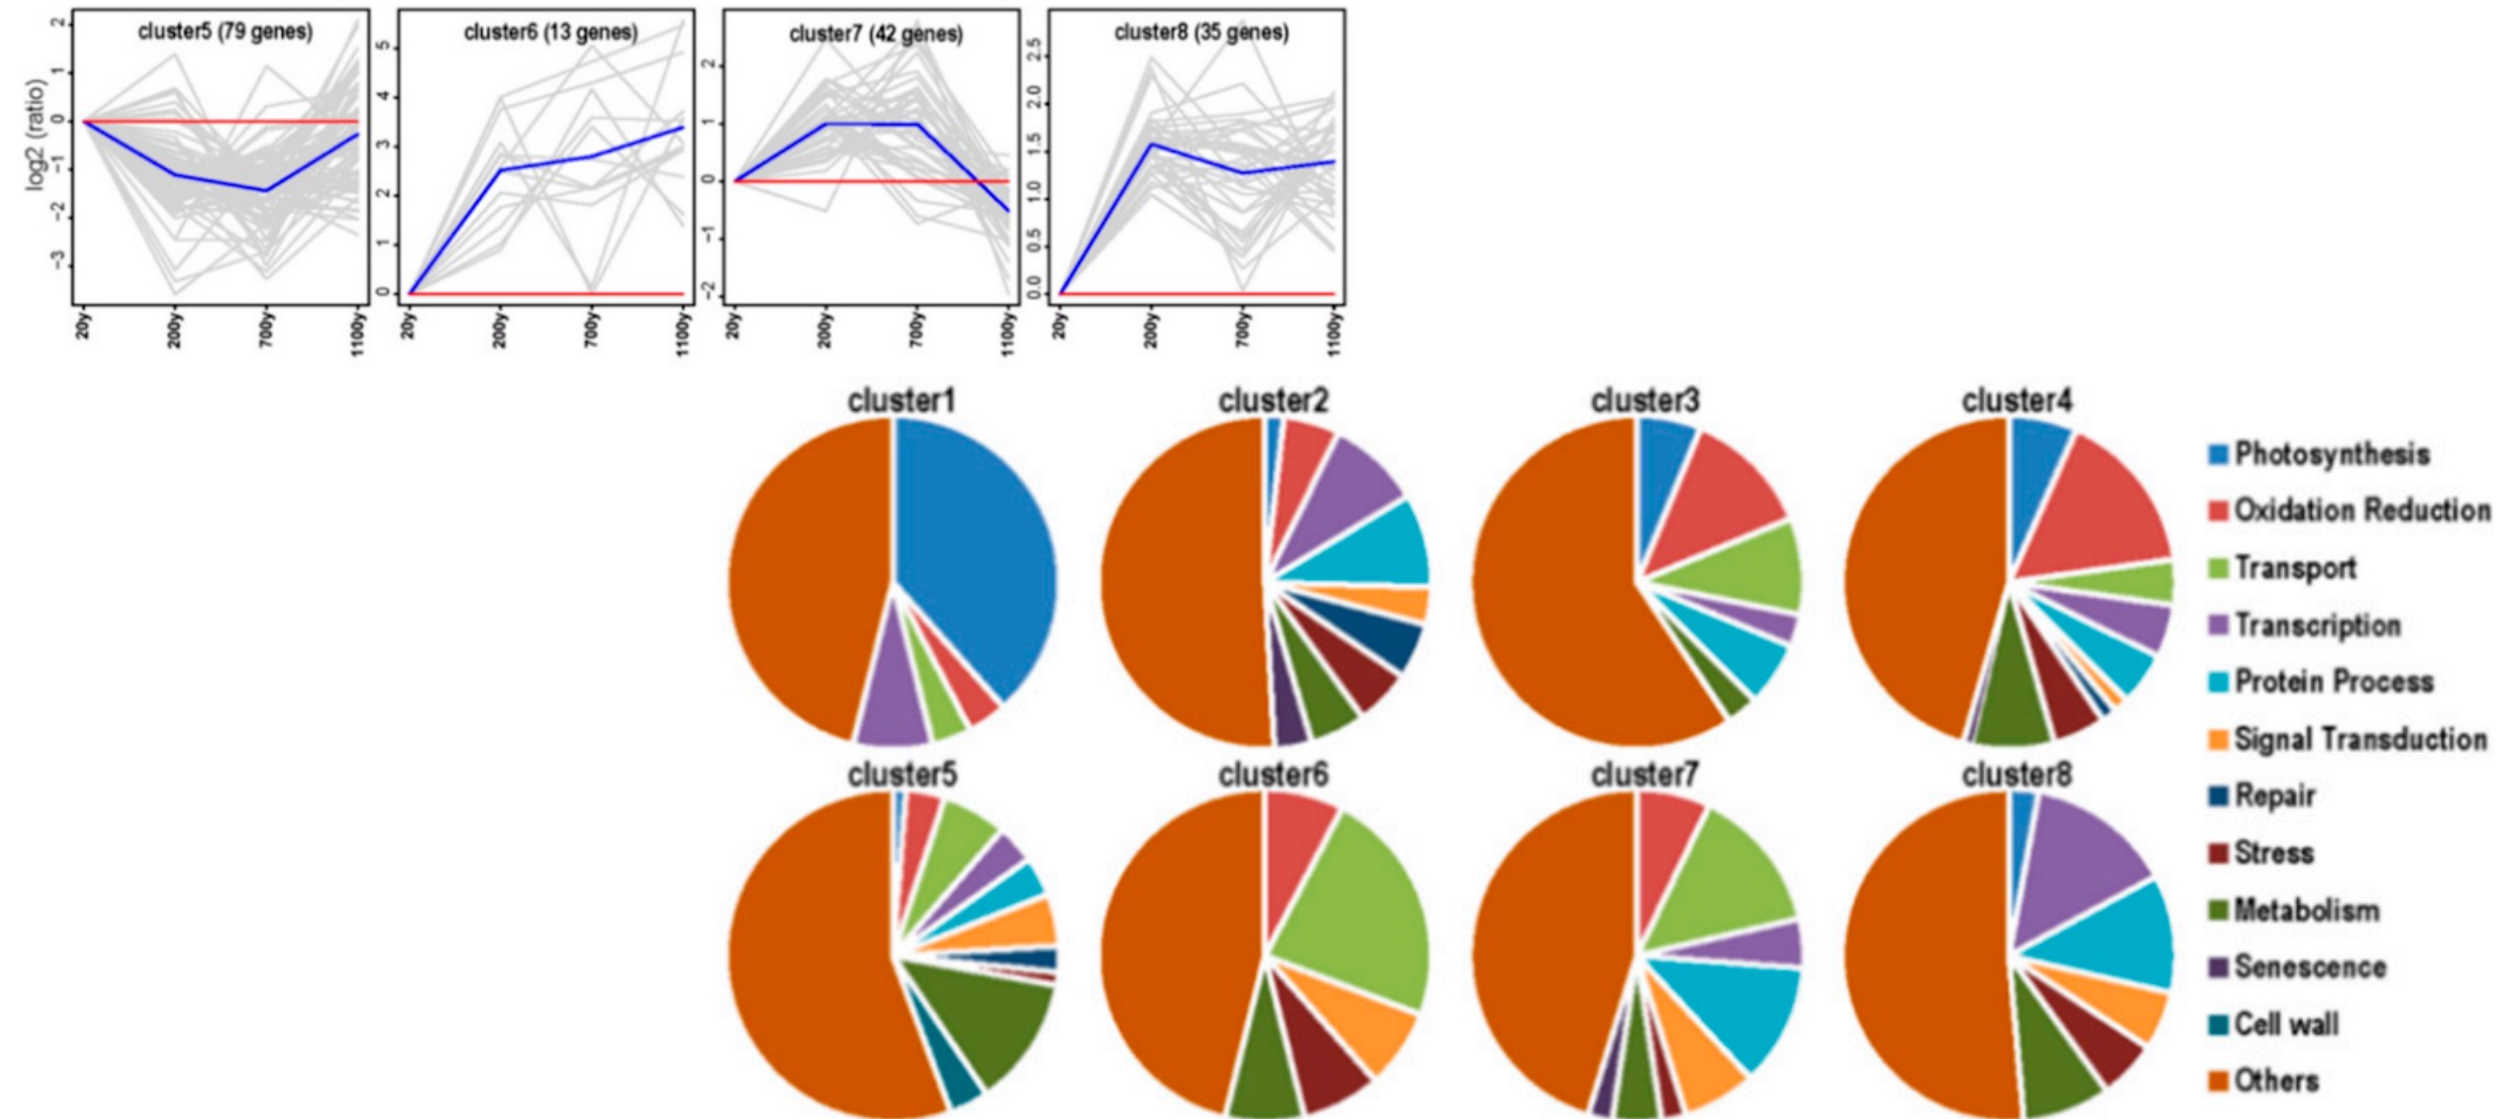 cluster5 (79 genes)
cluster6 (13 genes)
cluster7 (42 genes)
cluster8 (35 genes)
log2 (ratio)
2
1
0
−1
−2
−3
5
4
3
2
1
0
2
1
0
−1
−2
2.5
2.0
1.5
1.0
0.5
0.0
20y
200y
700y
1100y
20y
200y
700y
1100y
20y
200y
700y
1100y
20y
200y
700y
1100y
cluster1
cluster2
cluster3
cluster4
cluster5
cluster6
cluster7
cluster8
Photosynthesis
Oxidation Reduction
Transport
Transcription
Protein Process
Signal Transduction
Repair
Stress
Metabolism
Senescence
Cell wall
Others